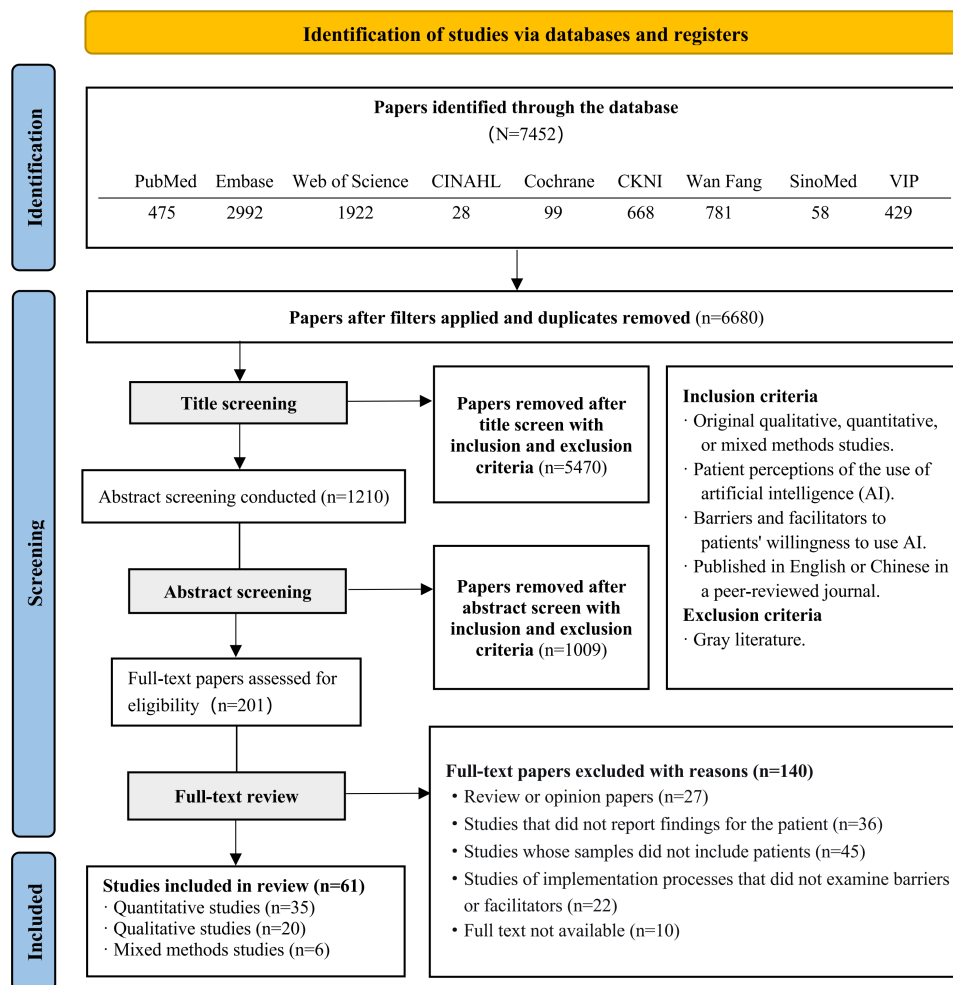 Identification of studies via databases and registers
Identification
Papers identified through the database
(N=7452)
PubMed Embase Web of Science CINAHL Cochrane CKNI Wan Fang SinoMed VIP
475 2992 1922 28 99 668 781 58 429
Screening
Papers after filters applied and duplicates removed (n=6680)
Title screening
Papers removed after
title screen with
inclusion and exclusion
criteria (n=5470)
Inclusion criteria
· Original qualitative, quantitative,
or mixed methods studies.
· Patient perceptions of the use of
artificial intelligence (AI).
· Barriers and facilitators to
patients' willingness to use AI.
· Published in English or Chinese in
a peer-reviewed journal.
Exclusion criteria
· Gray literature.
Abstract screening conducted (n=1210)
Abstract screening
Papers removed after
abstract screen with
inclusion and exclusion
criteria (n=1009)
Full-text papers assessed for
eligibility (n=201)
Full-text review
Full-text papers excluded with reasons (n=140)
• Review or opinion papers (n=27)
• Studies that did not report findings for the patient (n=36)
• Studies whose samples did not include patients (n=45)
• Studies of implementation processes that did not examine barriers
or facilitators (n=22)
• Full text not available (n=10)
Included
Studies included in review (n=61)
· Quantitative studies (n=35)
· Qualitative studies (n=20)
· Mixed methods studies (n=6)